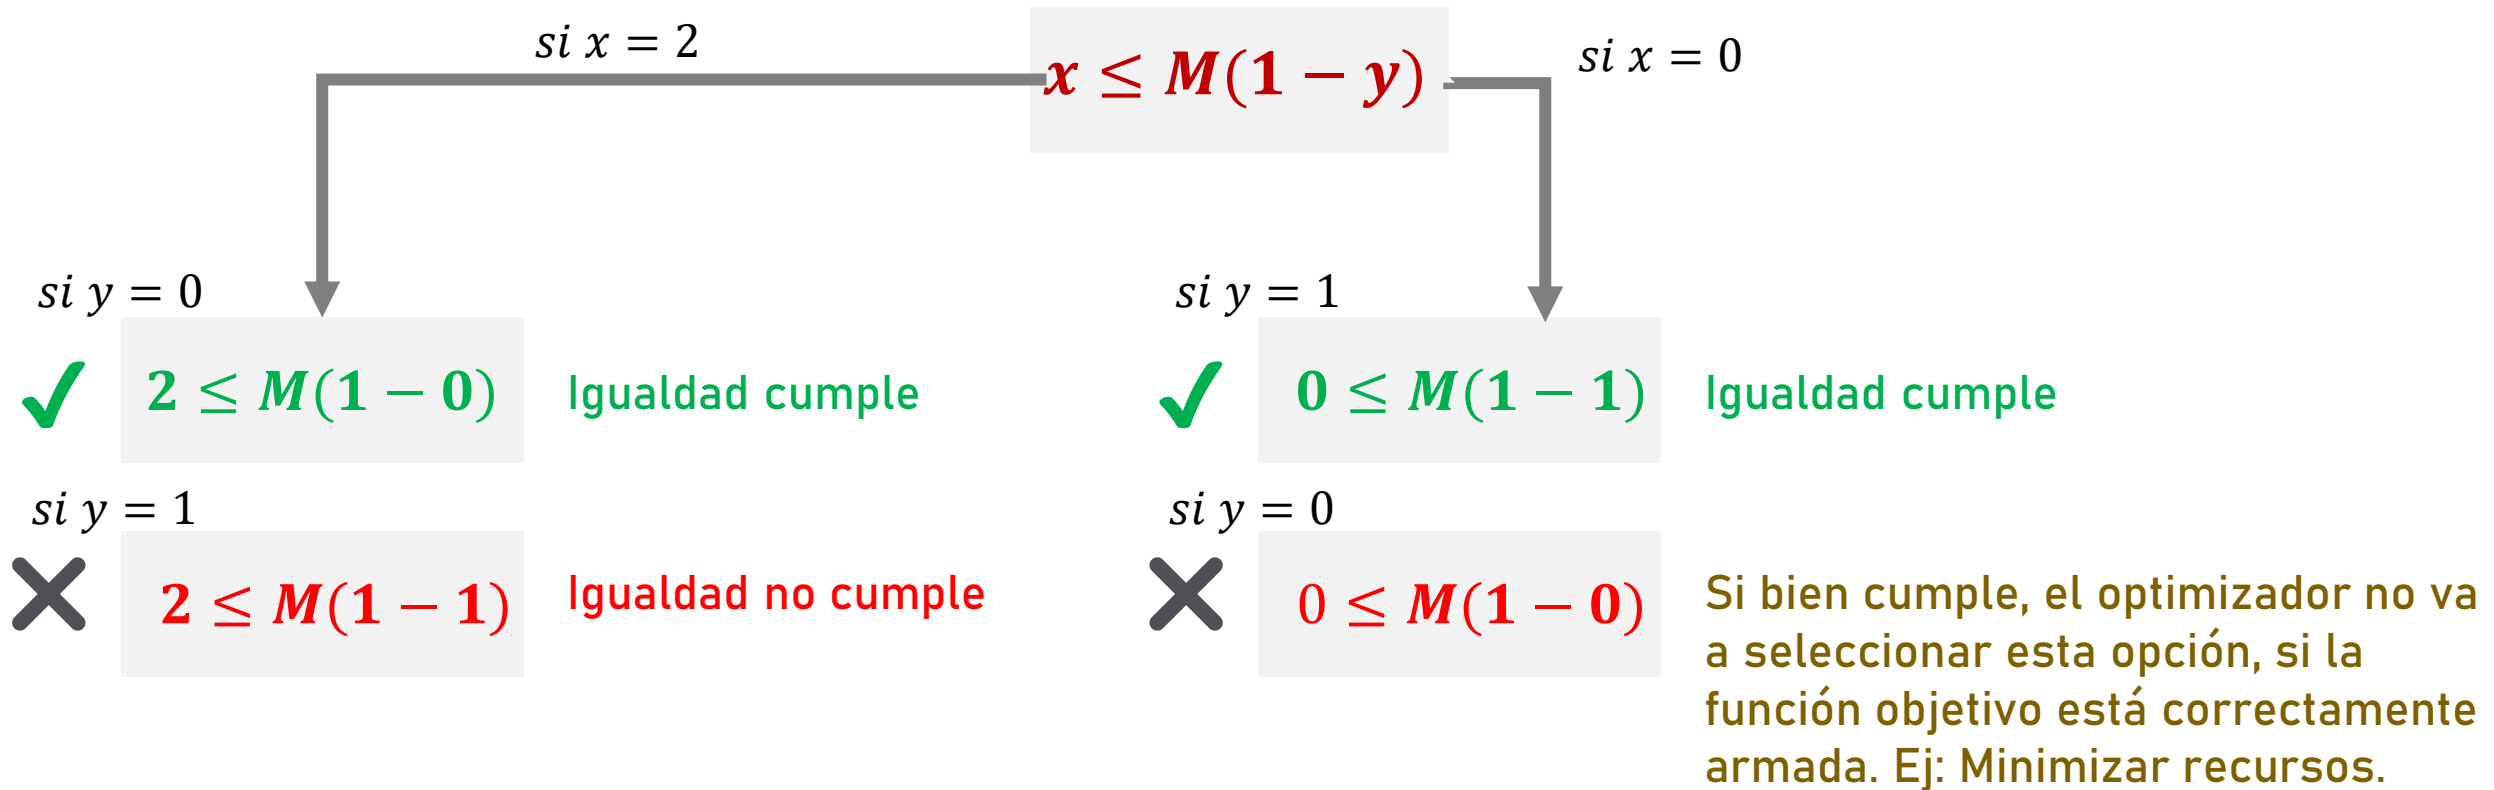 si x = 2
x ≤ M(1 − y)
si x = 0
si y = 0
2 ≤ M(1 − 0)
Igualdad cumple
si y = 1
0 ≤ M(1 − 1)
Igualdad cumple
si y = 1
2 ≤ M(1 − 1)
Igualdad no cumple
si y = 0
0 ≤ M(1 − 0)
Si bien cumple, el optimizador no va
a seleccionar esta opción, si la
función objetivo está correctamente
armada. Ej: Minimizar recursos.